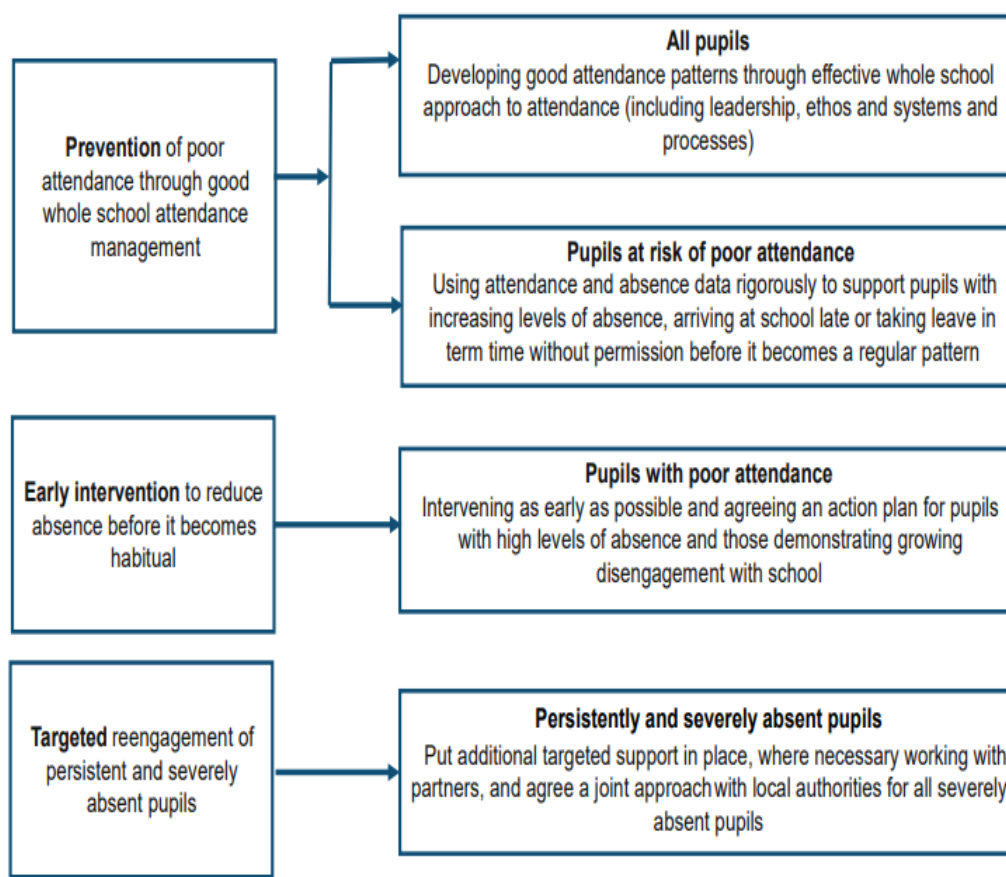 Prevention of poor
attendance through good
whole school attendance
management
All pupils
Developing good attendance patterns through effective whole school
approach to attendance (including leadership, ethos and systems and
processes)
Pupils at risk of poor attendance
Using attendance and absence data rigorously to support pupils with
increasing levels of absence, arriving at school late or taking leave in
term time without permission before it becomes a regular pattern
Early intervention to reduce
absence before it becomes
habitual
Pupils with poor attendance
Intervening as early as possible and agreeing an action plan for pupils
with high levels of absence and those demonstrating growing
disengagement with school
Targeted reengagement of
persistent and severely
absent pupils
Persistently and severely absent pupils
Put additional targeted support in place, where necessary working with
partners, and agree a joint approach with local authorities for all severely
absent pupils